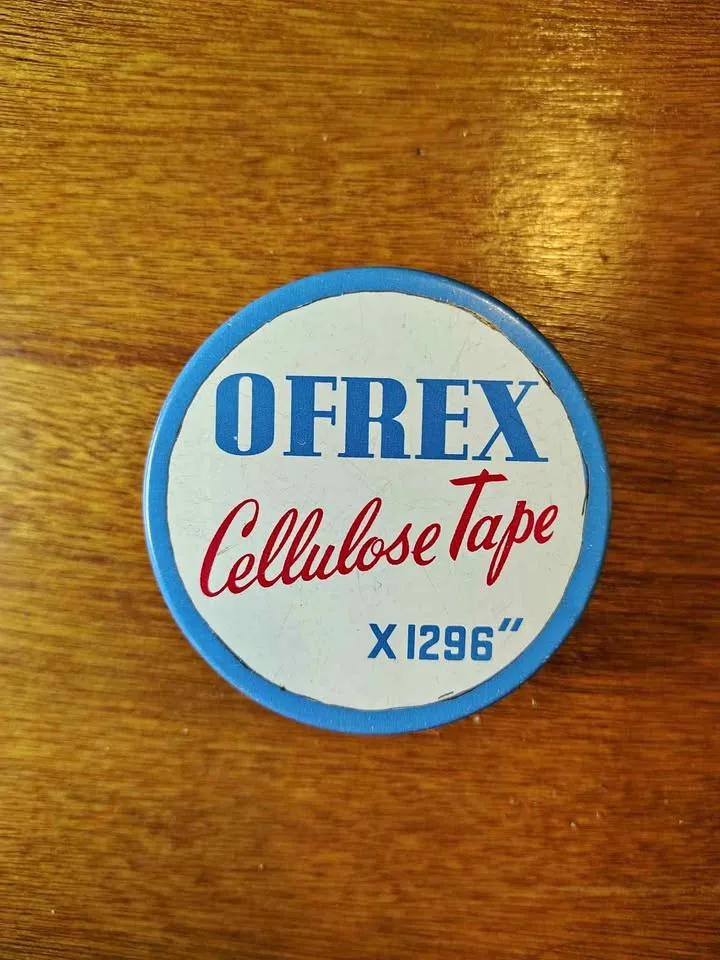 OFREX
Cellulose Tape
X 1296"